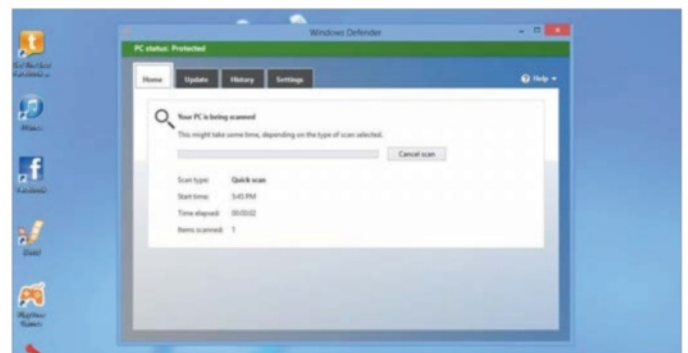 Windows Defender
PC status: Protected
Home Update History Settings Help
Your PC is being scanned
This might take some time, depending on the type of scan selected.
Cancel scan
Scan type: Quick scan
Start time: 5:45 PM
Time elapsed: 00:00:02
Items scanned: 1